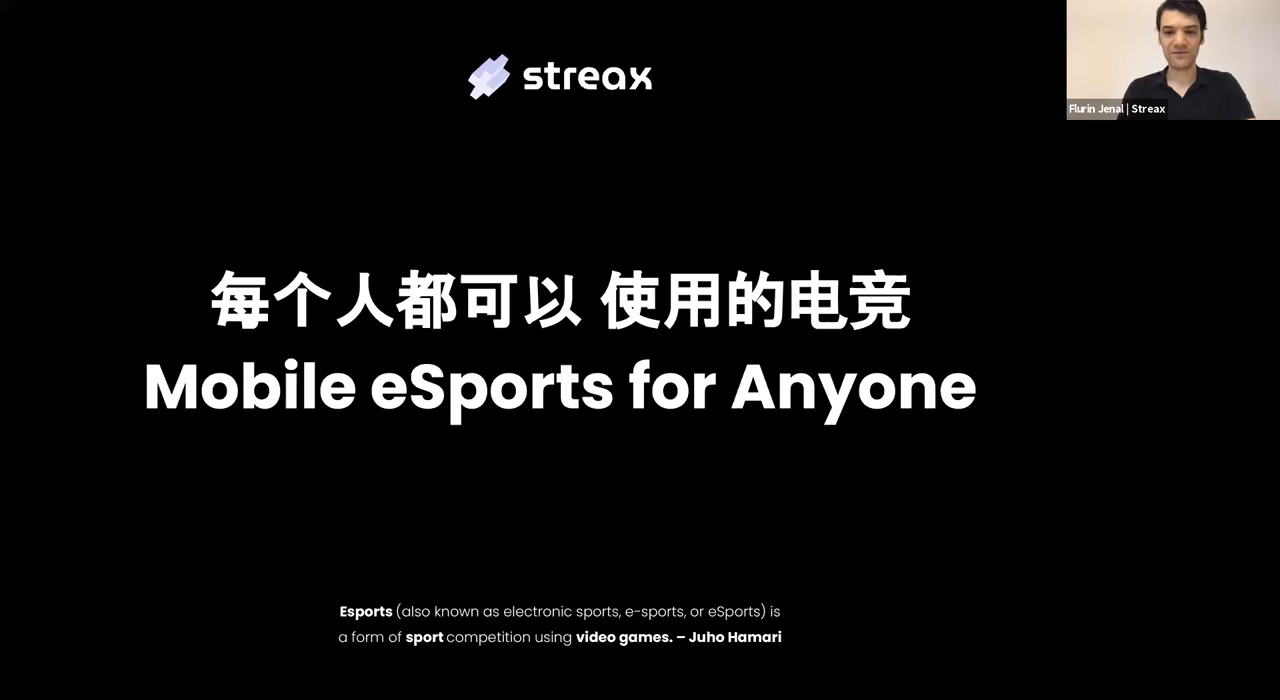 streax
Flurin Jenal | Streax
每个人都可以 使用的电竞
Mobile eSports for Anyone
Esports (also known as electronic sports, e-sports, or eSports) is
a form of sport competition using video games. – Juho Hamari